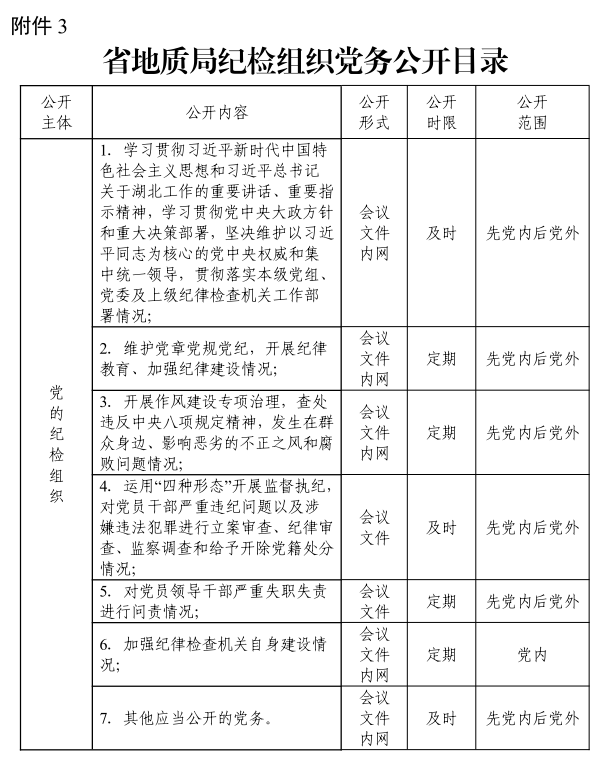 附件 3
省地质局纪检组织党务公开目录
公开
主体
公开内容
公开
形式
公开
时限
公开
范围
党
的
纪
检
组
织
1. 学习贯彻习近平新时代中国特
色社会主义思想和习近平总书记
关于湖北工作的重要讲话、重要指
示精神，学习贯彻党中央大政方针
和重大决策部署，坚决维护以习近
平同志为核心的党中央权威和集
中统一领导，贯彻落实本级党组、
党委及上级纪律检查机关工作部
署情况；
会议
文件
内网
及时
先党内后党外
2. 维护党章党规党纪，开展纪律
教育、加强纪律建设情况；
会议
文件
内网
定期
先党内后党外
3. 开展作风建设专项治理，查处
违反中央八项规定精神，发生在群
众身边、影响恶劣的不正之风和腐
败问题情况；
会议
文件
内网
定期
先党内后党外
4. 运用“四种形态”开展监督执纪，
对党员干部严重违纪问题以及涉
嫌违法犯罪进行立案审查、纪律审
查、监察调查和给予开除党籍处分
情况；
会议
文件
及时
先党内后党外
5. 对党员领导干部严重失职失责
进行问责情况；
会议
文件
定期
先党内后党外
6. 加强纪律检查机关自身建设情
况；
会议
文件
内网
定期
党内
7. 其他应当公开的党务。
会议
文件
内网
及时
先党内后党外